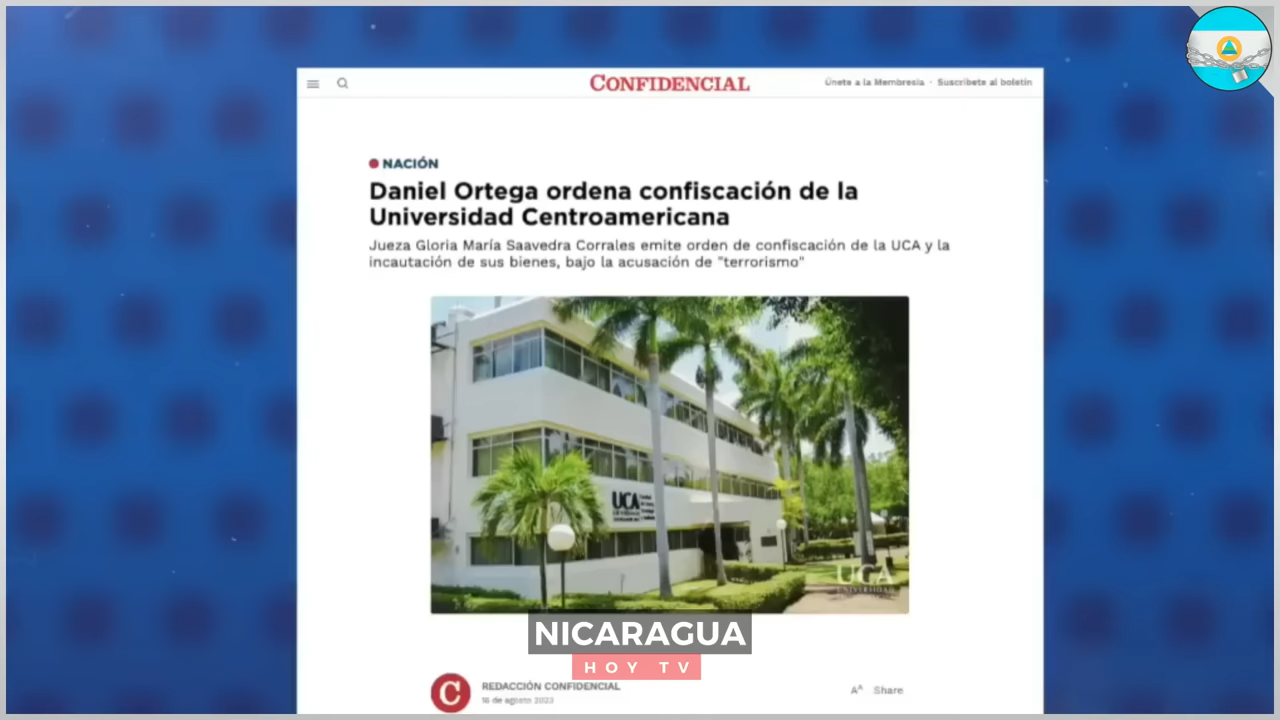 CONFIDENCIAL
Únete a la Membresía · Suscríbete al boletín
NACIÓN
Daniel Ortega ordena confiscación de la
Universidad Centroamericana
Jueza Gloria María Saavedra Corrales emite orden de confiscación de la UCA y la
incautación de sus bienes, bajo la acusación de "terrorismo"
UCA
UCA
UNIVERSIDAD
NICARAGUA
HOY TV
C
REDACCIÓN CONFIDENCIAL
16 de agosto 2023
AA Share